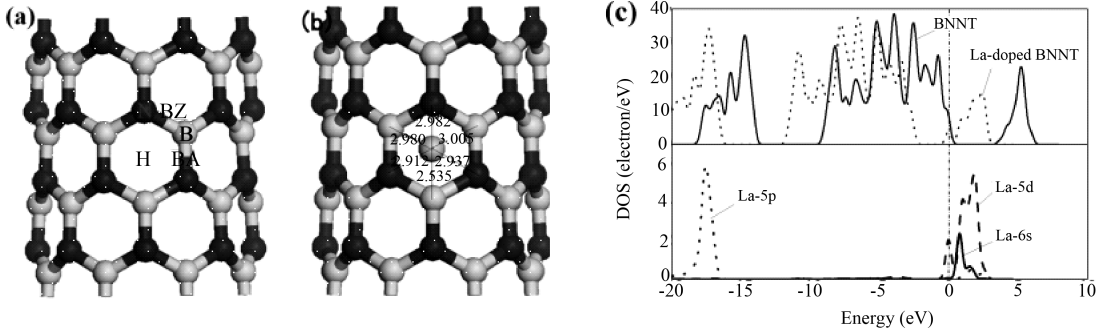 (a)
BZ
B
H BA
(b)
2.982
2.980 3.005
2.912 2.937
2.535
(c)
40
30
20
10
0
BNNT
La-doped BNNT
6
4
2
0
La-5p
La-5d
La-6s
-20 -15 -10 -5 0 5 10
DOS (electron/eV)
Energy (eV)